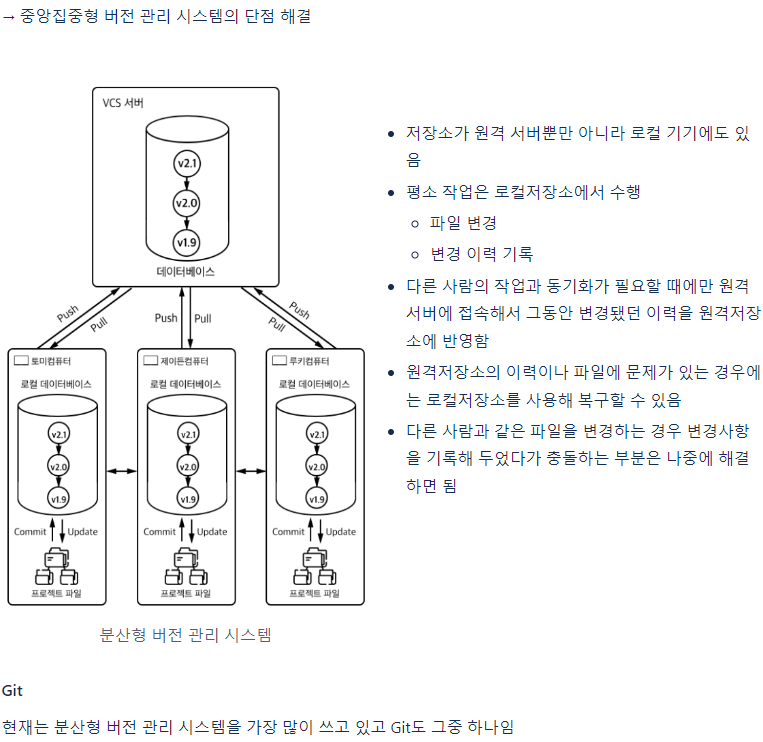 → 중앙집중형 버전 관리 시스템의 단점 해결
VCS 서버
v2.1
v2.0
v1.9
데이터베이스
Push
Pull
Push
Pull
Push
Pull
토미컴퓨터
로컬 데이터베이스
v2.1
v2.0
v1.9
Commit
Update
프로젝트 파일
제이든컴퓨터
로컬 데이터베이스
v2.1
v2.0
v1.9
Commit
Update
프로젝트 파일
루키컴퓨터
로컬 데이터베이스
v2.1
v2.0
v1.9
Commit
Update
프로젝트 파일
분산형 버전 관리 시스템
• 저장소가 원격 서버뿐만 아니라 로컬 기기에도 있
음
• 평소 작업은 로컬저장소에서 수행
◦ 파일 변경
◦ 변경 이력 기록
• 다른 사람의 작업과 동기화가 필요할 때에만 원격
서버에 접속해서 그동안 변경됐던 이력을 원격저장
소에 반영함
• 원격저장소의 이력이나 파일에 문제가 있는 경우에
는 로컬저장소를 사용해 복구할 수 있음
• 다른 사람과 같은 파일을 변경하는 경우 변경사항
을 기록해 두었다가 충돌하는 부분은 나중에 해결
하면 됨
Git
현재는 분산형 버전 관리 시스템을 가장 많이 쓰고 있고 Git도 그중 하나임